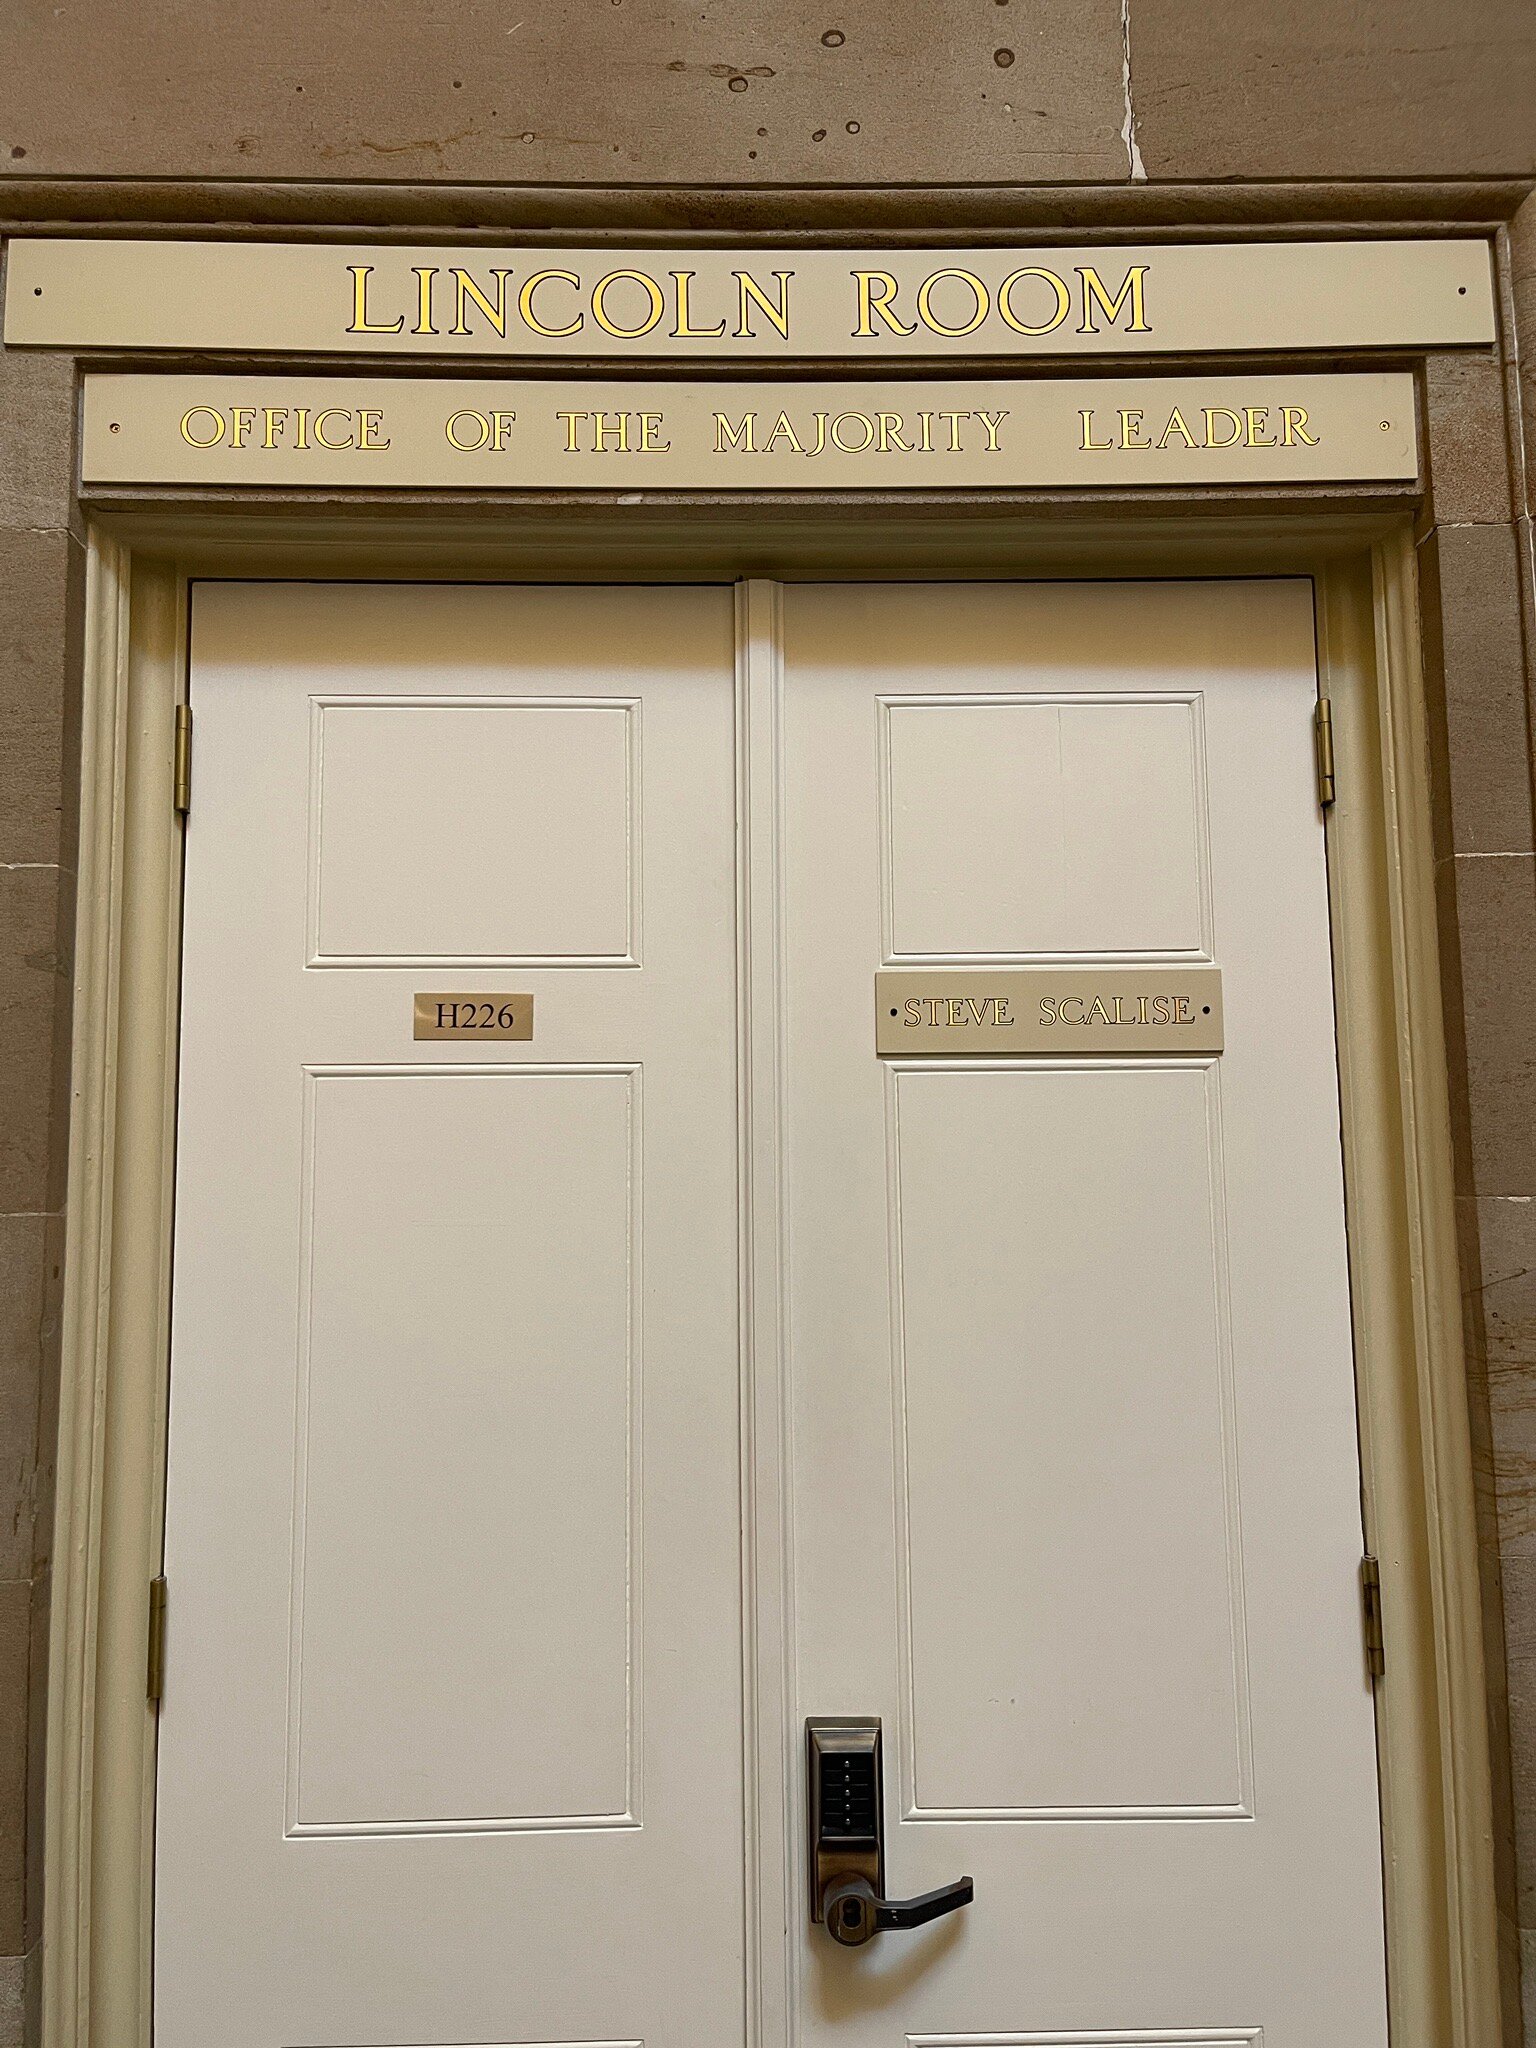 LINCOLN ROOM
OFFICE OF THE MAJORITY LEADER
H226
STEVE SCALISE